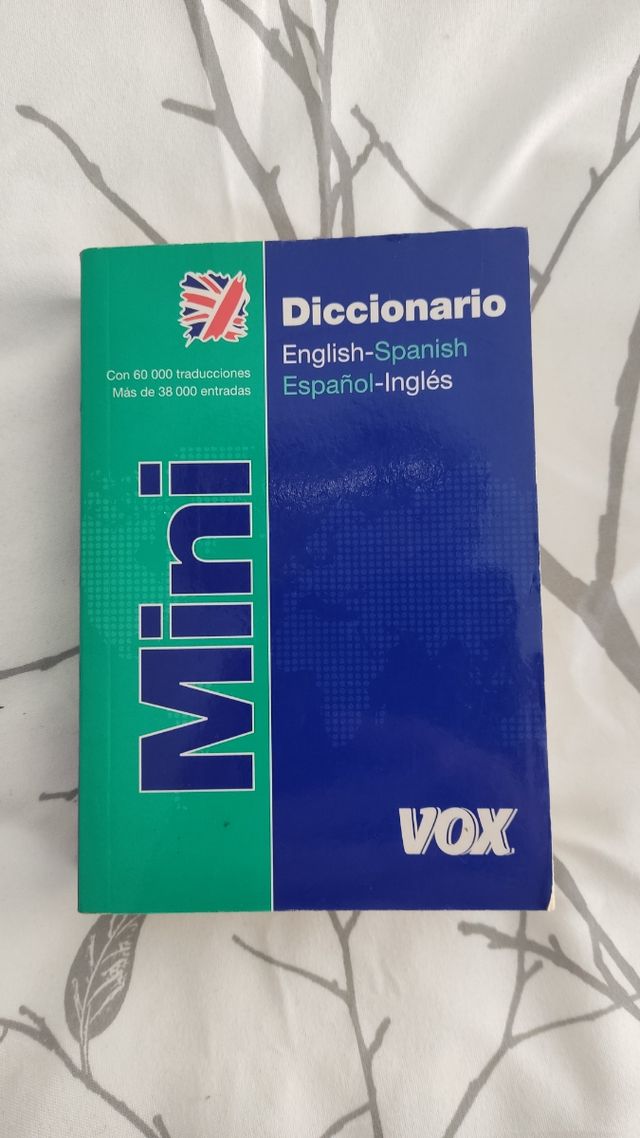 Diccionario
English-Spanish
Español-Inglés
Con 60 000 traducciones
Más de 38 000 entradas
Mini
VOX